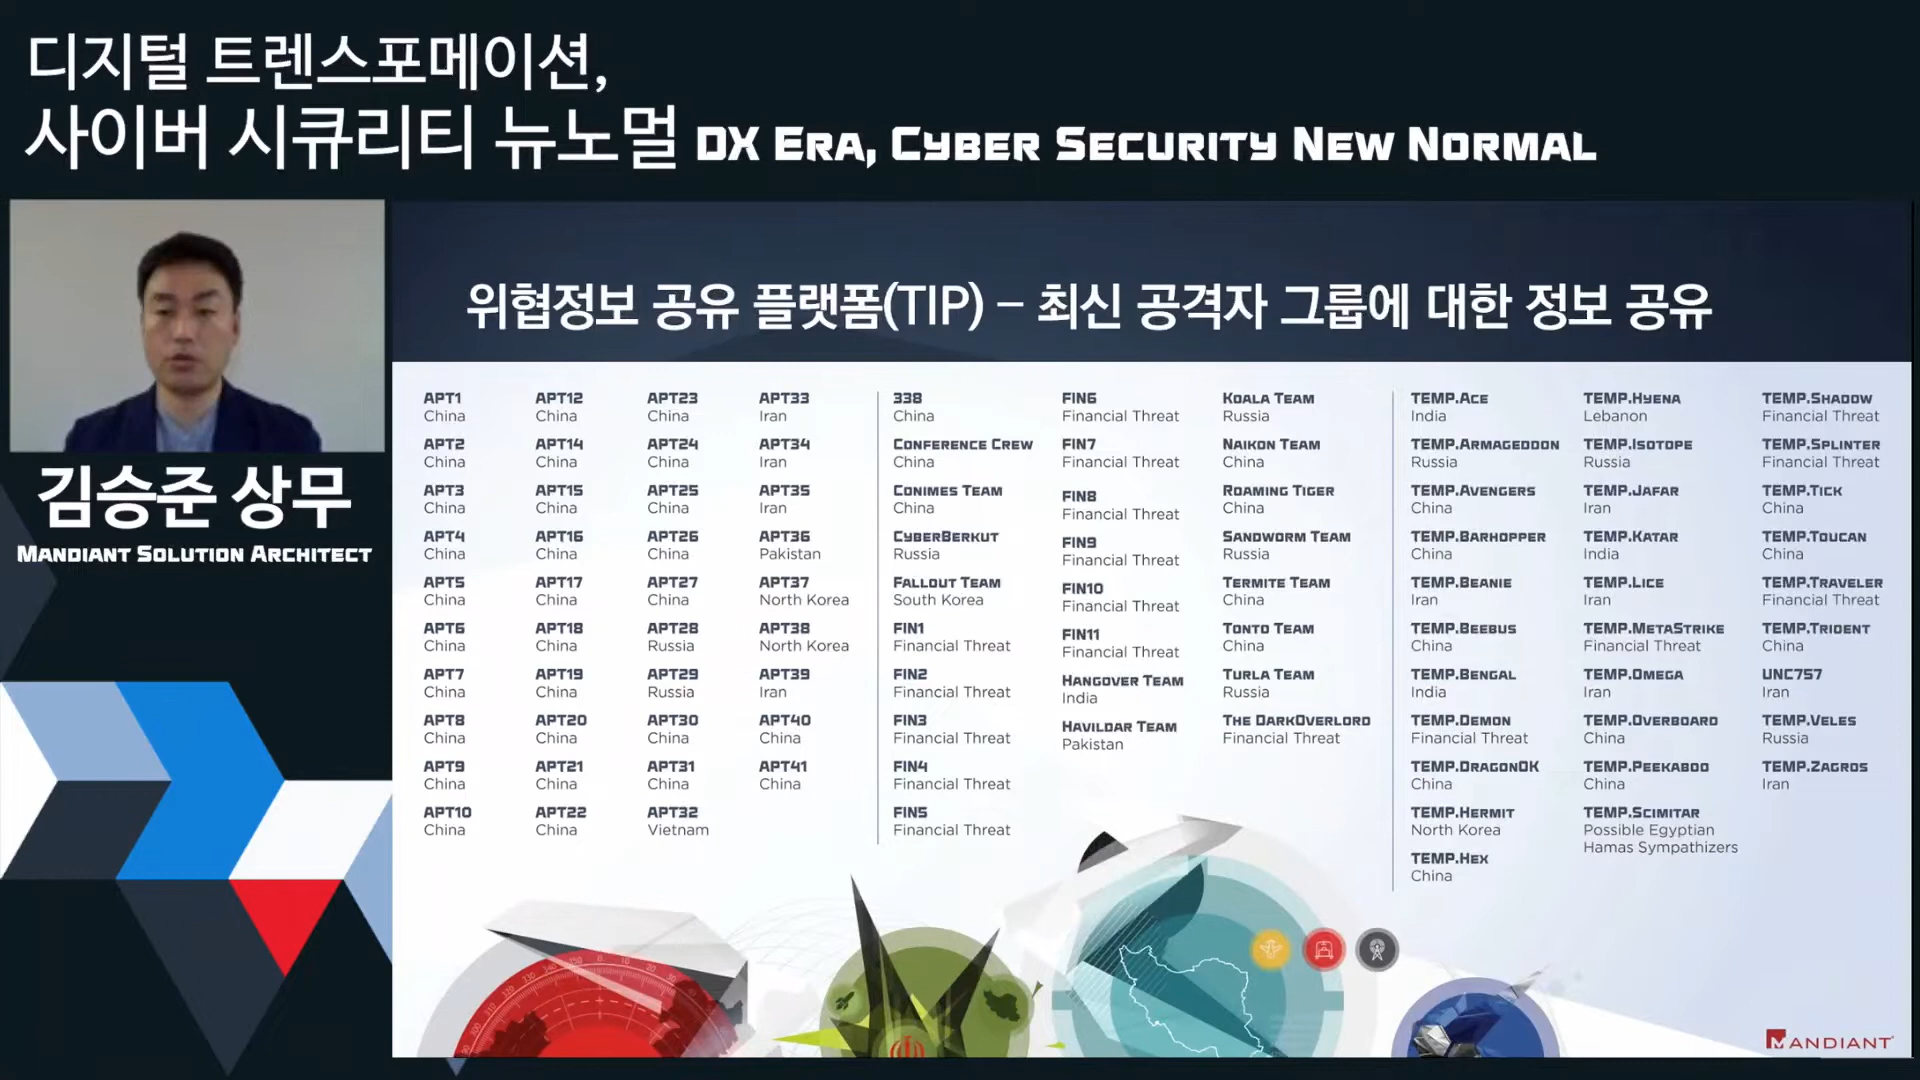 디지털 트렌스포메이션,
사이버 시큐리티 뉴노멀 DX Era, Cyber Security New Normal
김승준 상무
Mandiant Solution Architect
위협정보 공유 플랫폼(TIP) – 최신 공격자 그룹에 대한 정보 공유
APT1
China
APT2
China
APT3
China
APT4
China
APT5
China
APT6
China
APT7
China
APT8
China
APT9
China
APT10
China
APT12
China
APT14
China
APT15
China
APT16
China
APT17
China
APT18
China
APT19
China
APT20
China
APT21
China
APT22
China
APT23
China
APT24
China
APT25
China
APT26
China
APT27
China
APT28
Russia
APT29
Russia
APT30
China
APT31
China
APT32
Vietnam
APT33
Iran
APT34
Iran
APT35
Iran
APT36
Pakistan
APT37
North Korea
APT38
North Korea
APT39
Iran
APT40
China
APT41
China
338
China
Conference Crew
China
Conimes Team
China
CyberBerkut
Russia
Fallout Team
South Korea
FIN1
Financial Threat
FIN2
Financial Threat
FIN3
Financial Threat
FIN4
Financial Threat
FIN5
Financial Threat
FIN6
Financial Threat
FIN7
Financial Threat
FIN8
Financial Threat
FIN9
Financial Threat
FIN10
Financial Threat
FIN11
Financial Threat
Hangover Team
India
Havildar Team
Pakistan
Koala Team
Russia
Naikon Team
China
Roaming Tiger
China
Sandworm Team
Russia
Termite Team
China
Tonto Team
China
Turla Team
Russia
The DarkOverlord
Financial Threat
TEMP.Ace
India
TEMP.Armageddon
Russia
TEMP.Avengers
China
TEMP.Barhopper
China
TEMP.Beanie
Iran
TEMP.Beebus
China
TEMP.Bengal
India
TEMP.Demon
Financial Threat
TEMP.DragonOK
China
TEMP.Hermit
North Korea
TEMP.Hex
China
TEMP.Hyena
Lebanon
TEMP.Isotope
Russia
TEMP.Jafar
Iran
TEMP.Katar
India
TEMP.Lice
Iran
TEMP.MetaStrike
Financial Threat
TEMP.Omega
Iran
TEMP.Overboard
China
TEMP.Peekaboo
China
TEMP.Scimitar
Possible Egyptian
Hamas Sympathizers
TEMP.Shadow
Financial Threat
TEMP.Splinter
Financial Threat
TEMP.Tick
China
TEMP.Toucan
China
TEMP.Traveler
Financial Threat
TEMP.Trident
China
UNC757
Iran
TEMP.Veles
Russia
TEMP.Zagros
Iran
Mandiant